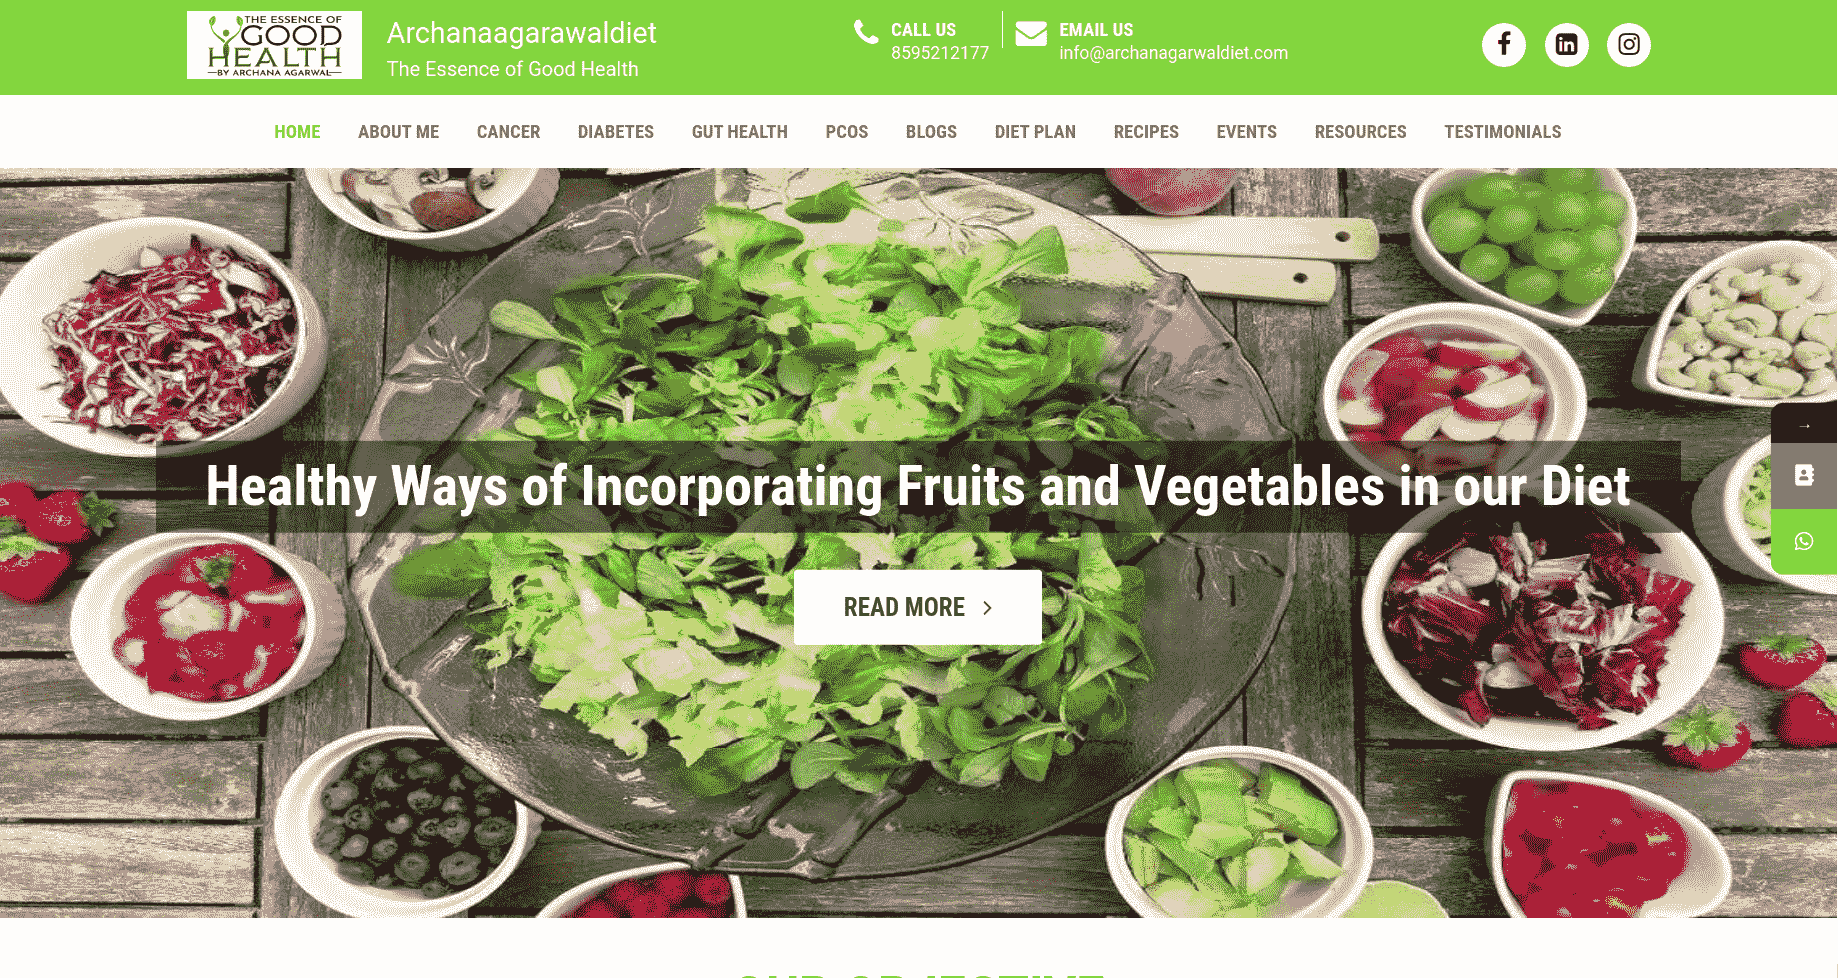 THE ESSENCE OF
GOOD
HEALTH
BY ARCHANA AGARWAL
Archanaagarawaldiet
The Essence of Good Health
CALL US
8595212177
EMAIL US
info@archanagarwaldiet.com
HOME ABOUT ME CANCER DIABETES GUT HEALTH PCOS BLOGS DIET PLAN RECIPES EVENTS RESOURCES TESTIMONIALS
Healthy Ways of Incorporating Fruits and Vegetables in our Diet
READ MORE